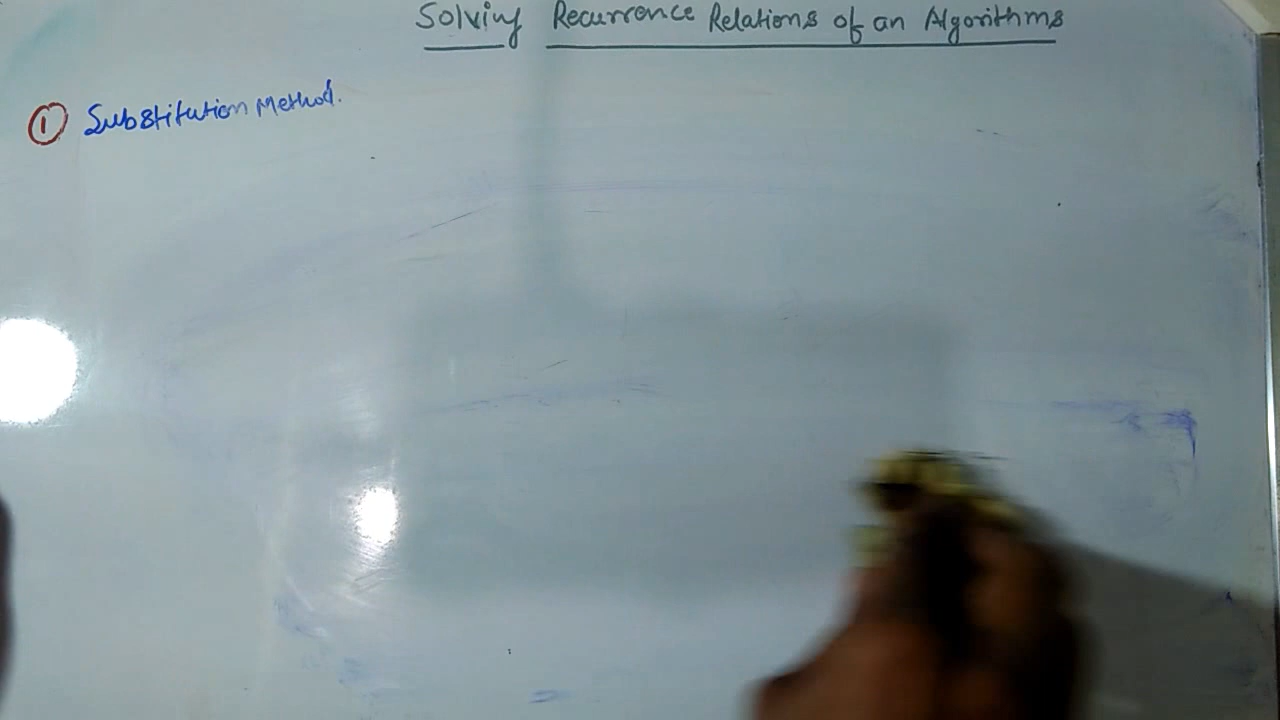 Solving Recurrence Relations of an Algorithms
① Substitution Method.